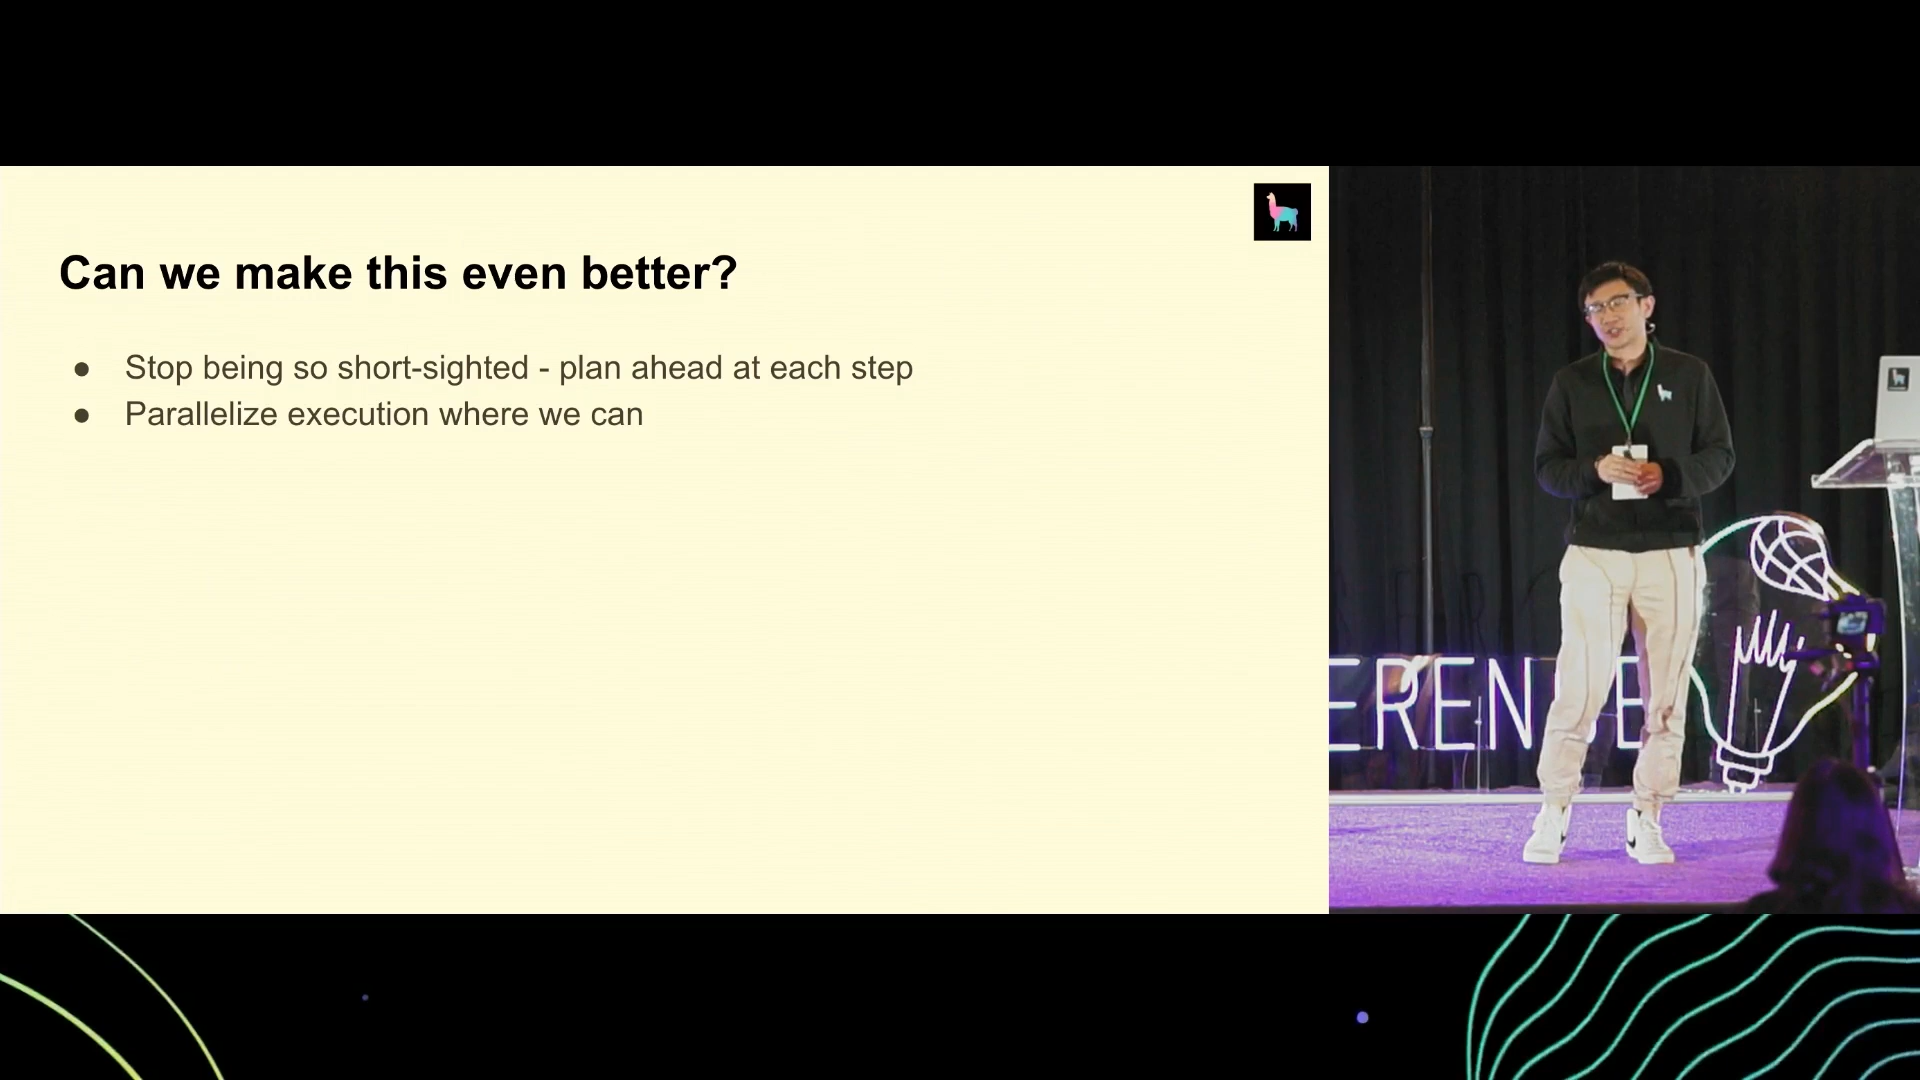 Can we make this even better?
● Stop being so short-sighted - plan ahead at each step
● Parallelize execution where we can
ERENCE